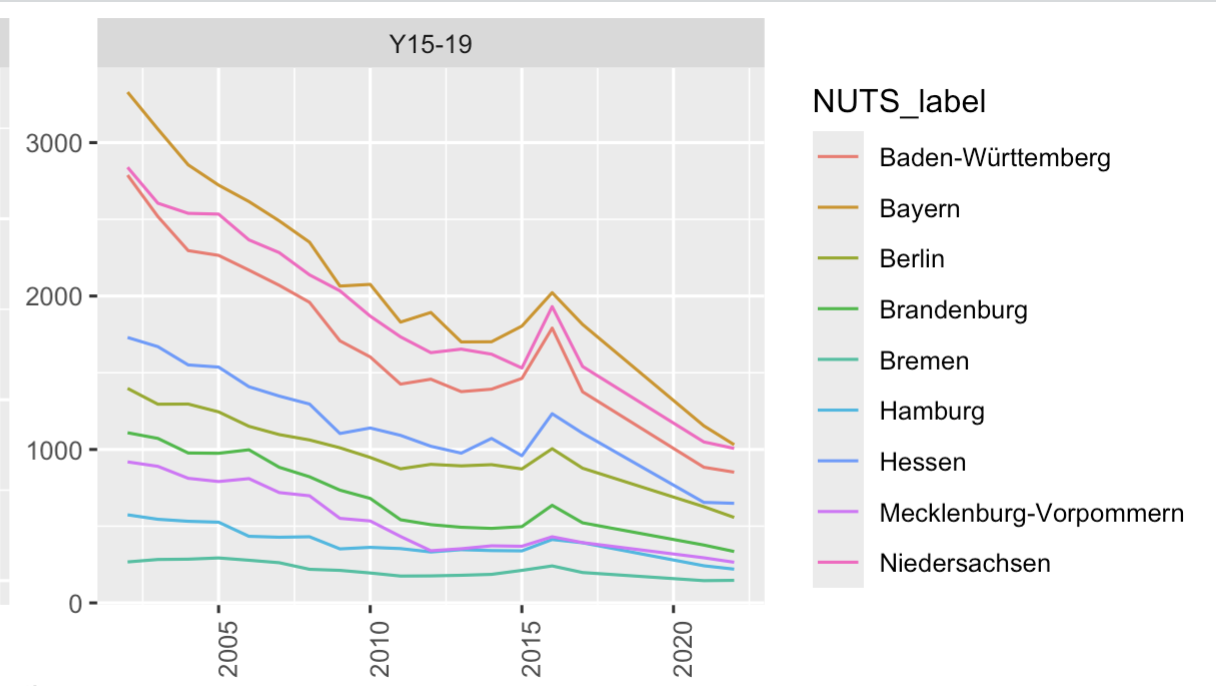 Y15-19
3000
2000
1000
0
2005
2010
2015
2020
NUTS_label
Baden-Württemberg
Bayern
Berlin
Brandenburg
Bremen
Hamburg
Hessen
Mecklenburg-Vorpommern
Niedersachsen